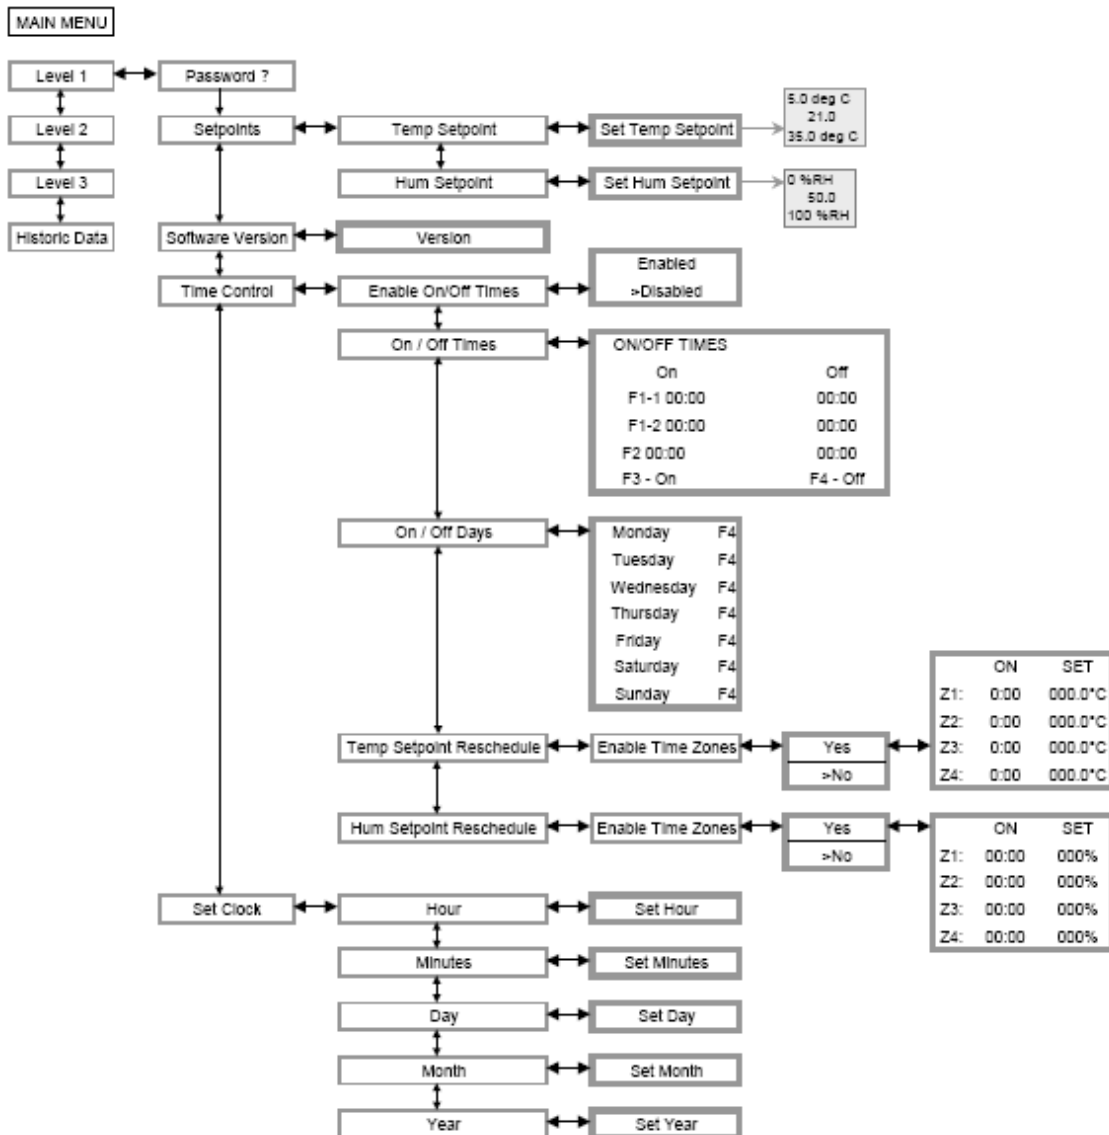 MAIN MENU
Level 1
Password ?
Level 2
Setpoints
Temp Setpoint
Set Temp Setpoint
5.0 deg C
21.0
35.0 deg C
Level 3
Hum Setpoint
Set Hum Setpoint
0 %RH
50.0
100 %RH
Historic Data
Software Version
Version
Time Control
Enable On/Off Times
Enabled
>Disabled
On / Off Times
ON/OFF TIMES
On Off
F1-1 00:00 00:00
F1-2 00:00 00:00
F2 00:00 00:00
F3 - On F4 - Off
On / Off Days
Monday F4
Tuesday F4
Wednesday F4
Thursday F4
Friday F4
Saturday F4
Sunday F4
Temp Setpoint Reschedule
Enable Time Zones
Yes
>No
ON SET
Z1: 0:00 000.0°C
Z2: 0:00 000.0°C
Z3: 0:00 000.0°C
Z4: 0:00 000.0°C
Hum Setpoint Reschedule
Enable Time Zones
Yes
>No
ON SET
Z1: 00:00 000%
Z2: 00:00 000%
Z3: 00:00 000%
Z4: 00:00 000%
Set Clock
Hour
Set Hour
Minutes
Set Minutes
Day
Set Day
Month
Set Month
Year
Set Year